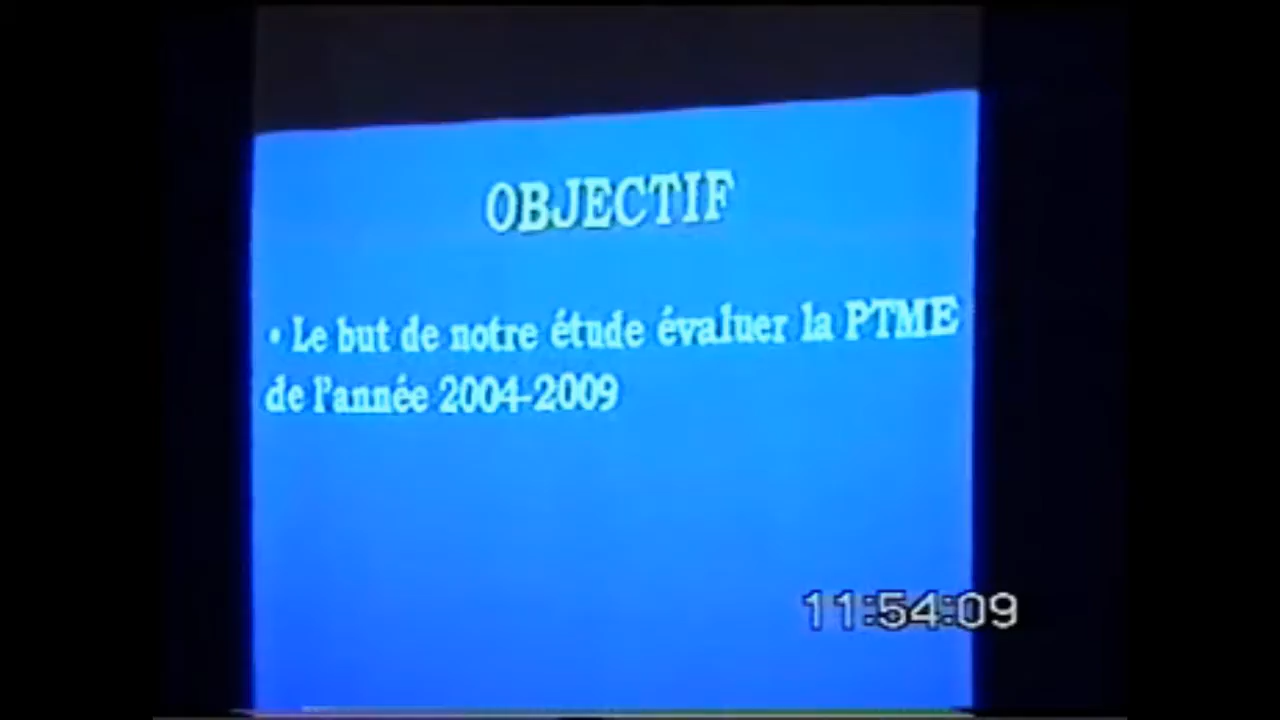 OBJECTIF
• Le but de notre étude évaluer la PTME
de l'année 2004-2009
11:54:09